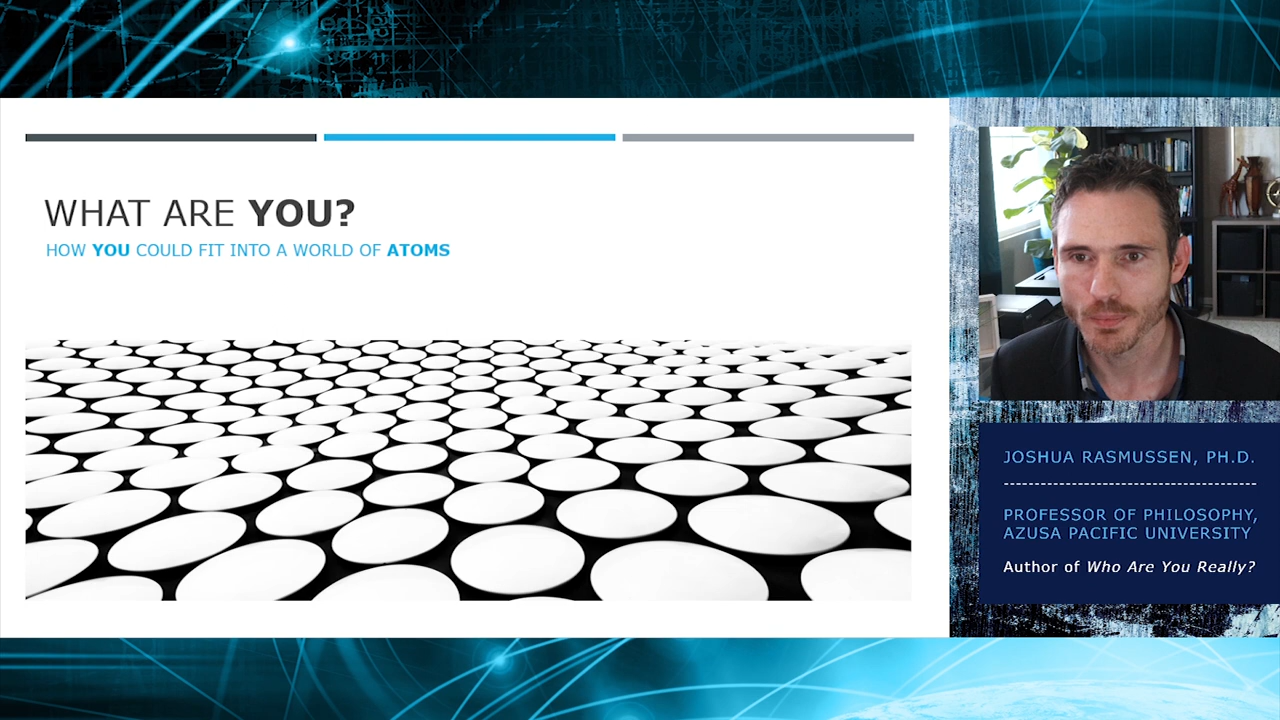 WHAT ARE YOU?
HOW YOU COULD FIT INTO A WORLD OF ATOMS
JOSHUA RASMUSSEN, PH.D.
-----------------------------------------
PROFESSOR OF PHILOSOPHY,
AZUSA PACIFIC UNIVERSITY
Author of Who Are You Really?